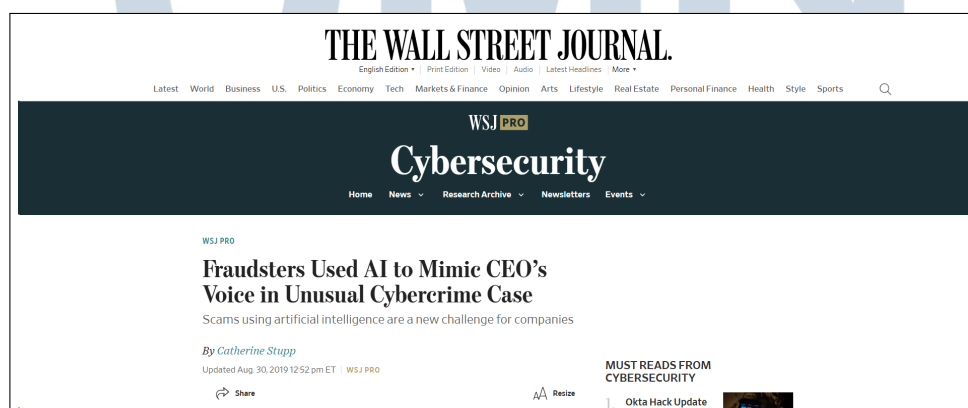 THE WALL STREET JOURNAL.
English Edition Print Edition Video Audio Latest Headlines More
Latest World Business U.S. Politics Economy Tech Markets & Finance Opinion Arts Lifestyle Real Estate Personal Finance Health Style Sports
WSJ PRO
Cybersecurity
Home News Research Archive Newsletters Events
WSJ PRO
Fraudsters Used AI to Mimic CEO's
Voice in Unusual Cybercrime Case
Scams using artificial intelligence are a new challenge for companies
By Catherine Stupp
Updated Aug. 30, 2019 12:52 pm ET | WSJ PRO
Share
AA Resize
MUST READS FROM
CYBERSECURITY
1. Okta Hack Update